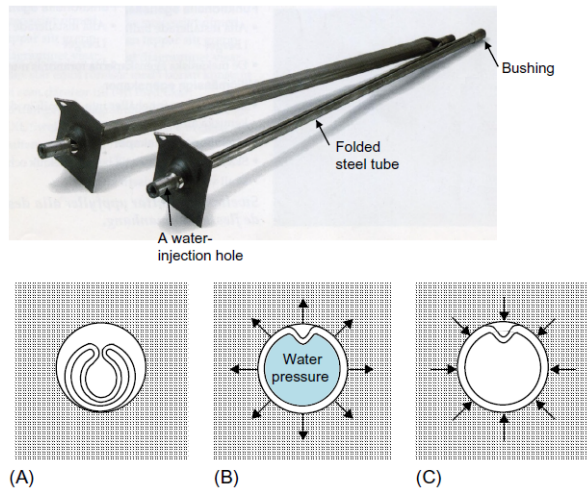 Bushing
Folded
steel tube
A water-
injection hole
Water
pressure
(A)
(B)
(C)